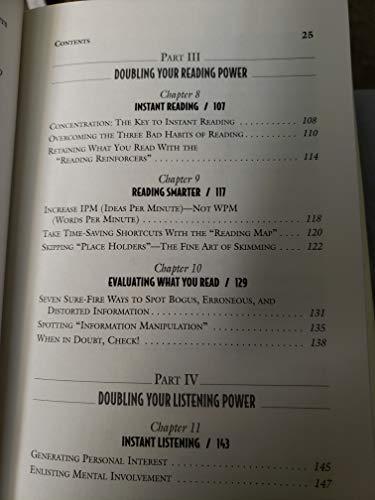 CONTENTS 25
PART III
DOUBLING YOUR READING POWER
Chapter 8
INSTANT READING / 107
CONCENTRATION: THE KEY TO INSTANT READING . . . . . . . . . . 108
OVERCOMING THE THREE BAD HABITS OF READING . . . . . . . . . . 110
RETAINING WHAT YOU READ WITH THE
“READING REINFORCERS” . . . . . . . . . . 114
Chapter 9
READING SMARTER / 117
INCREASE IPM (IDEAS PER MINUTE)—NOT WPM
(WORDS PER MINUTE) . . . . . . . . . . 118
TAKE TIME-SAVING SHORTCUTS WITH THE “READING MAP” . . . . 120
SKIPPING “PLACE HOLDERS”—THE FINE ART OF SKIMMING . . . . 122
Chapter 10
EVALUATING WHAT YOU READ / 129
SEVEN SURE-FIRE WAYS TO SPOT BOGUS, ERRONEOUS, AND
DISTORTED INFORMATION . . . . . . . . . . 131
SPOTTING “INFORMATION MANIPULATION” . . . . . . . . . . 135
WHEN IN DOUBT, CHECK! . . . . . . . . . . 138
PART IV
DOUBLING YOUR LISTENING POWER
Chapter 11
INSTANT LISTENING / 143
GENERATING PERSONAL INTEREST . . . . . . . . . . 145
ENLISTING MENTAL INVOLVEMENT . . . . . . . . . . 147